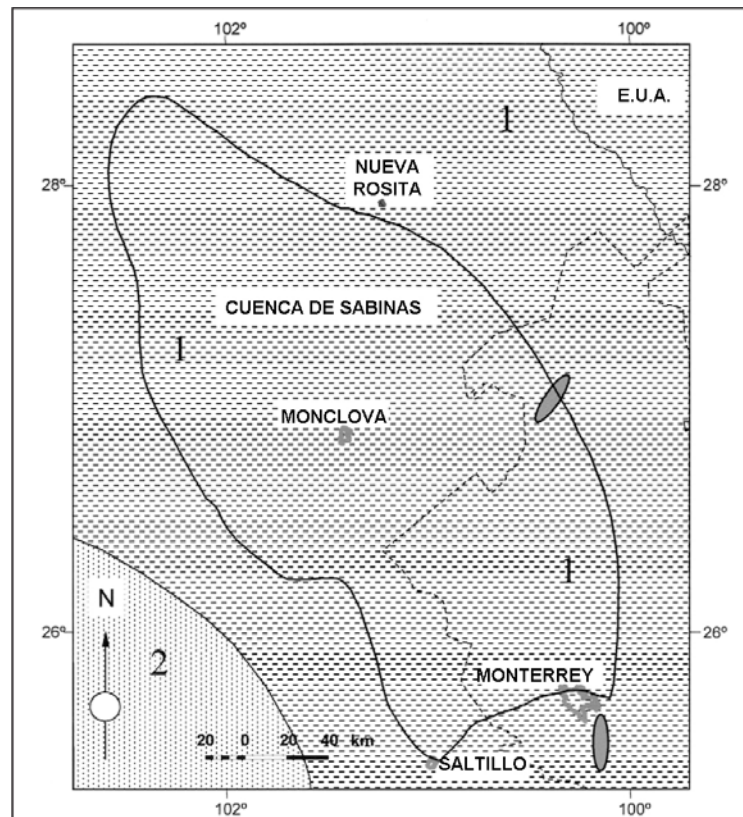 102º 100º
E.U.A.
1
NUEVA
ROSITA
28º 28º
CUENCA DE SABINAS
1
MONCLOVA
1
N
26º 26º
2
MONTERREY
20 0 20 40 km
SALTILLO
102º 100º